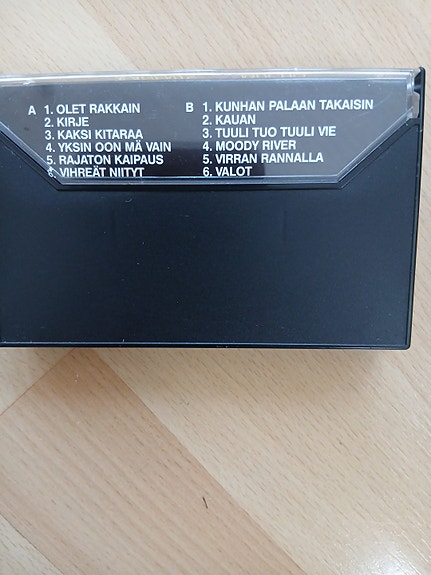 A 1. OLET RAKKAIN
2. KIRJE
3. KAKSI KITARAA
4. YKSIN OON MÄ VAIN
5. RAJATON KAIPAUS
6. VIHREÄT NIITYT
B 1. KUNHAN PALAAN TAKAISIN
2. KAUAN
3. TUULI TUO TUULI VIE
4. MOODY RIVER
5. VIRRAN RANNALLA
6. VALOT